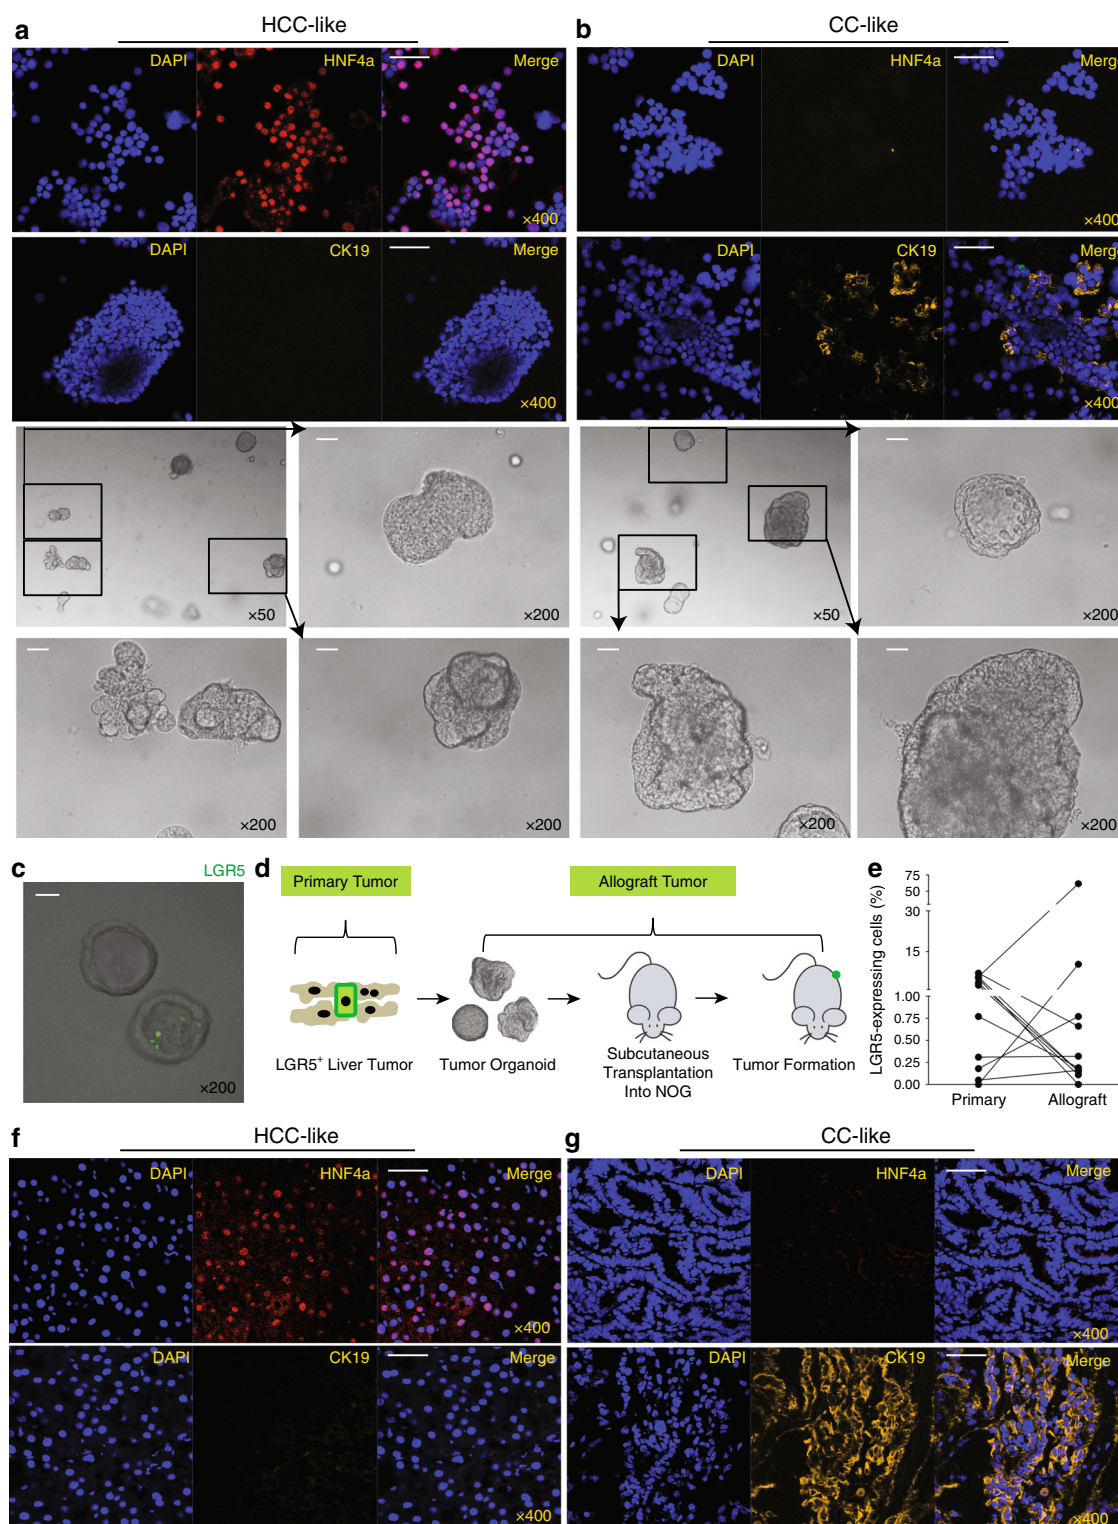 a
HCC-like
DAPI
HNF4a
Merge
×400
DAPI
CK19
Merge
×400
×50
×200
×200
×200
b
CC-like
DAPI
HNF4a
Merge
×400
DAPI
CK19
Merge
×400
×50
×200
×200
×200
c
LGR5
×200
d
Primary Tumor
Allograft Tumor
LGR5+ Liver Tumor
Tumor Organoid
Subcutaneous
Transplantation
Into NOG
Tumor Formation
e
LGR5-expressing cells (%)
75
50
30
15
1.00
0.75
0.50
0.25
0.00
Primary
Allograft
f
HCC-like
DAPI
HNF4a
Merge
×400
DAPI
CK19
Merge
×400
g
CC-like
DAPI
HNF4a
Merge
×400
DAPI
CK19
Merge
×400